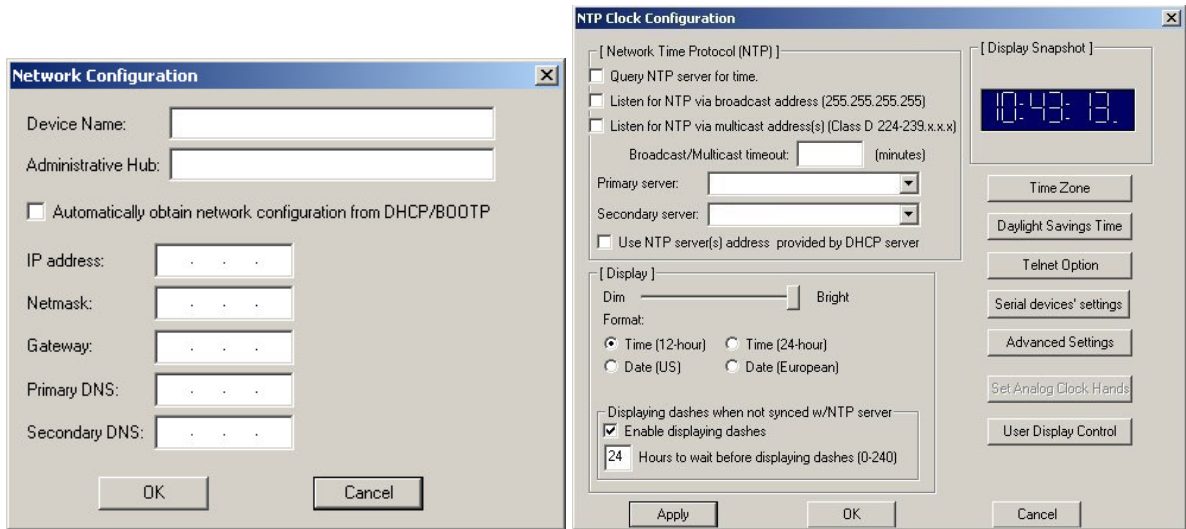 Network Configuration
Device Name:
Administrative Hub:
Automatically obtain network configuration from DHCP/BOOTP
IP address: . . .
Netmask: . . .
Gateway: . . .
Primary DNS: . . .
Secondary DNS: . . .
OK Cancel
NTP Clock Configuration
[ Network Time Protocol (NTP) ]
Query NTP server for time.
Listen for NTP via broadcast address (255.255.255.255)
Listen for NTP via multicast address(s) (Class D 224-239.x.x.x)
Broadcast/Multicast timeout: (minutes)
Primary server:
Secondary server:
Use NTP server(s) address provided by DHCP server
[ Display ]
Dim Bright
Format:
Time (12-hour) Time (24-hour)
Date (US) Date (European)
Displaying dashes when not synced w/NTP server
Enable displaying dashes
24 Hours to wait before displaying dashes (0-240)
[ Display Snapshot ]
10:43:13.
Time Zone
Daylight Savings Time
Telnet Option
Serial devices' settings
Advanced Settings
Set Analog Clock Hands
User Display Control
Apply OK Cancel